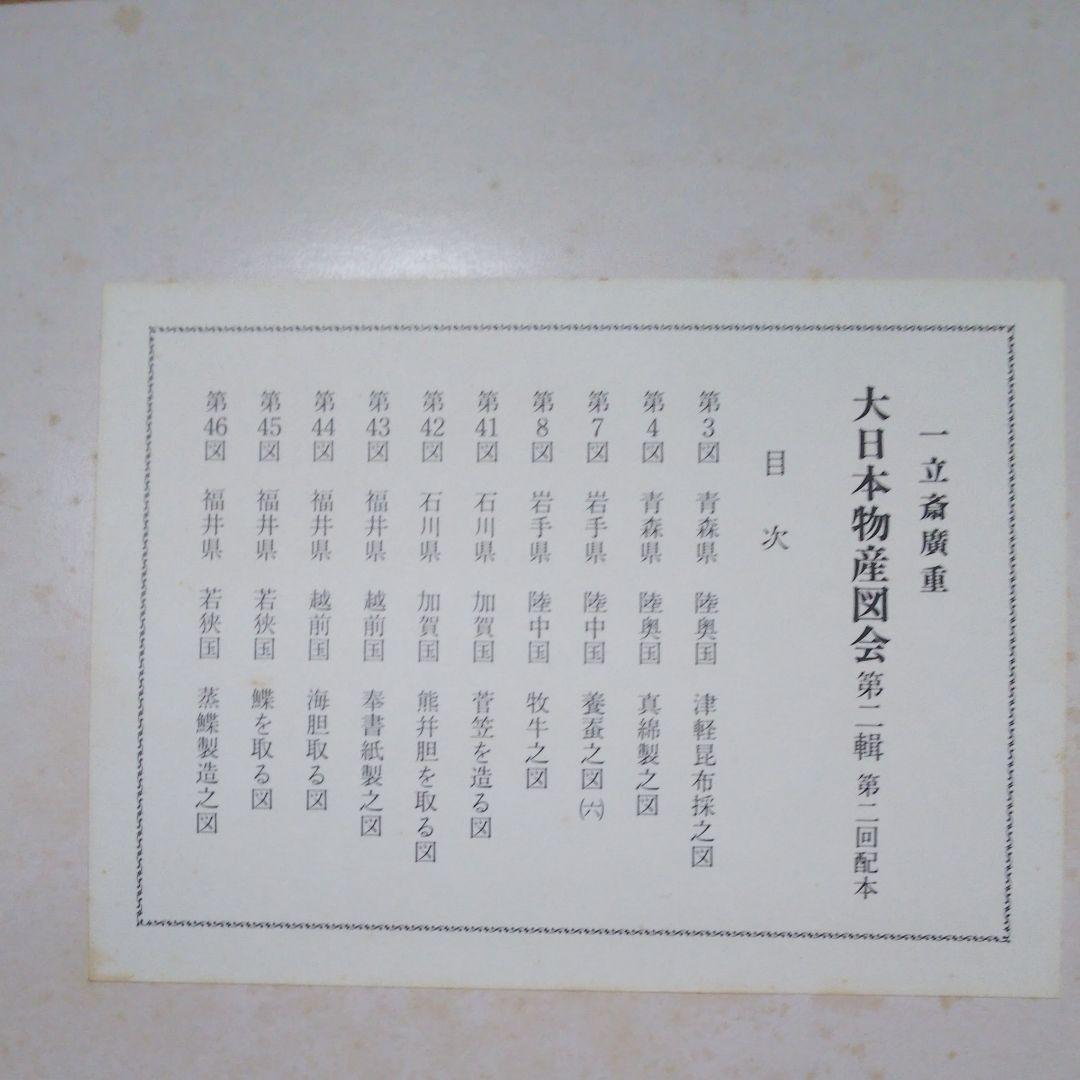 一立斎廣重
大日本物産図会 第二輯 第二回配本
目次
第3図 青森県 陸奥国 津軽昆布採之図
第4図 青森県 陸奥国 真綿製之図
第7図 岩手県 陸中国 養蚕之図㈥
第8図 岩手県 陸中国 牧牛之図
第41図 石川県 加賀国 菅笠を造る図
第42図 石川県 加賀国 熊并胆を取る図
第43図 福井県 越前国 奉書紙製之図
第44図 福井県 越前国 海胆取る図
第45図 福井県 若狭国 鰈を取る図
第46図 福井県 若狭国 蒸鰈製造之図